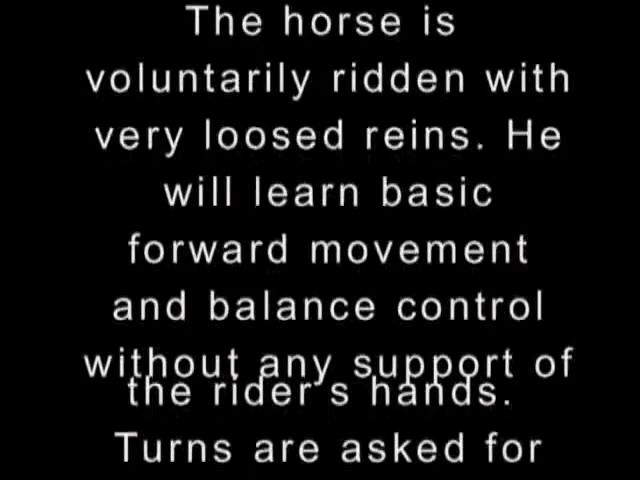 The horse is
voluntarily ridden with
very loosed reins. He
will learn basic
forward movement
and balance control
without any support of
the rider's hands.
Turns are asked for